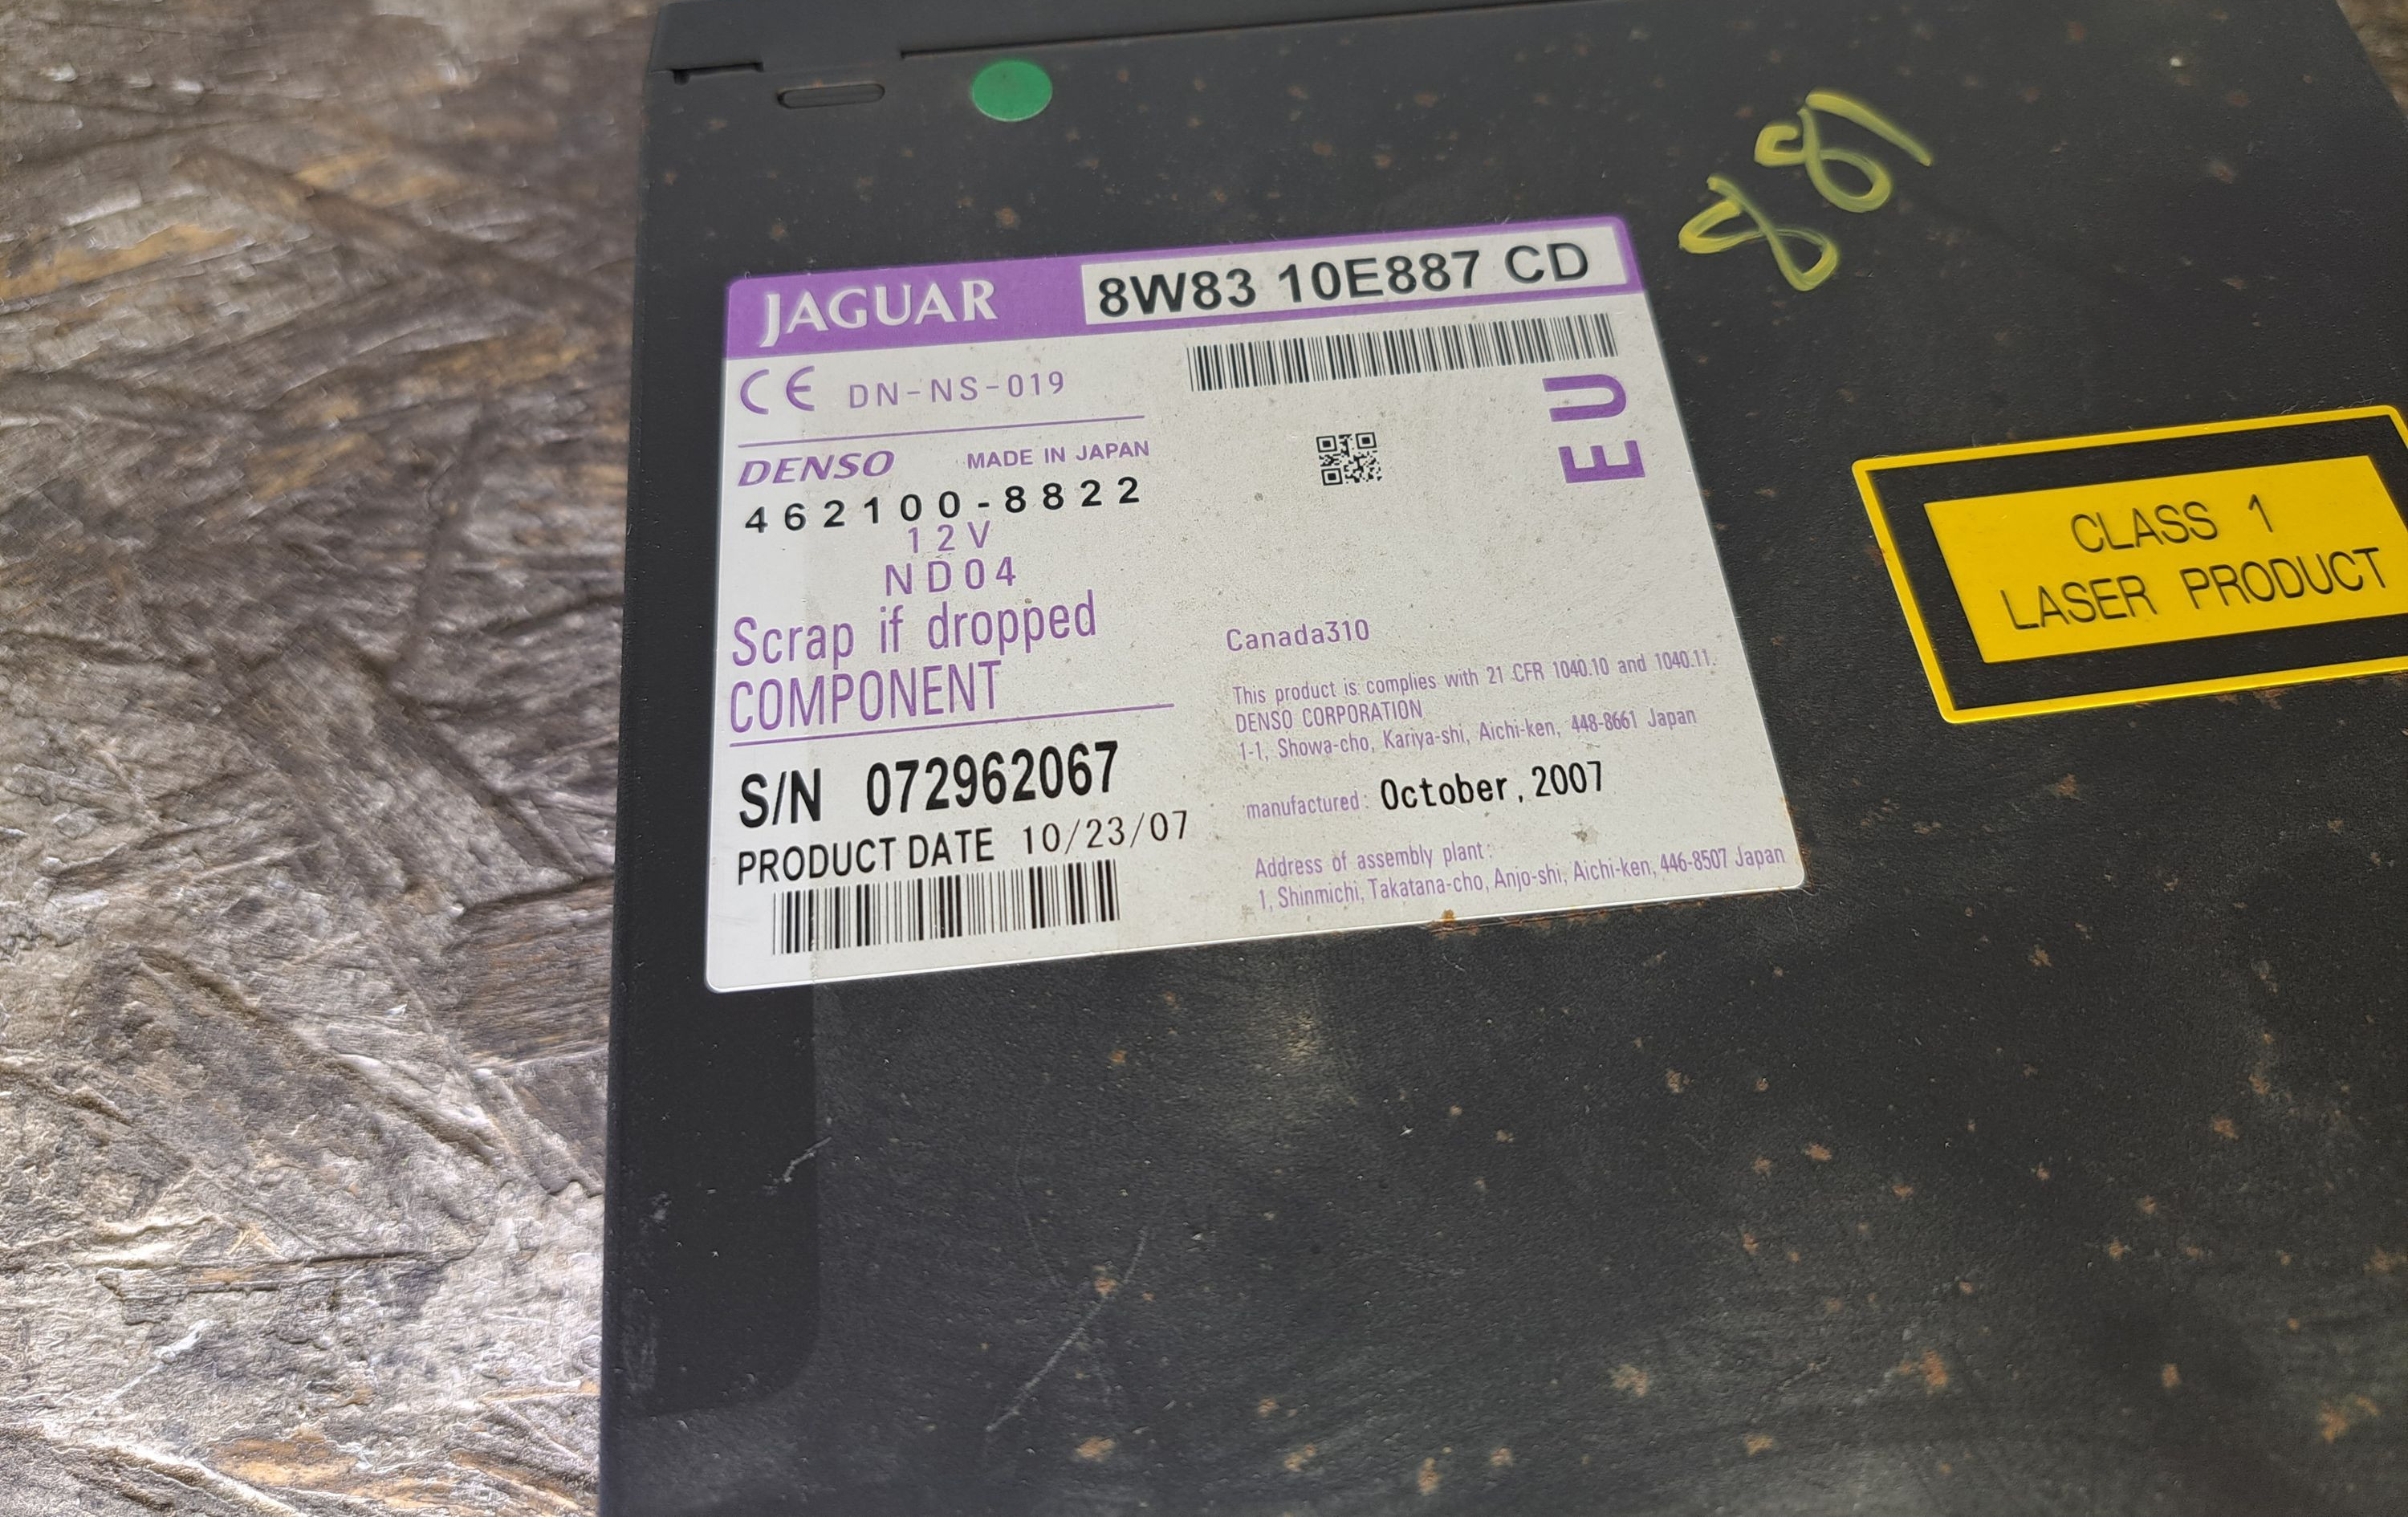 881
JAGUAR 8W83 10E887 CD
CE DN-NS-019
EU
DENSO MADE IN JAPAN
462100-8822
12V
ND04
Scrap if dropped
COMPONENT
S/N 072962067
PRODUCT DATE 10/23/07
Canada310
This product is complies with 21 CFR 1040.10 and 1040.11.
DENSO CORPORATION
1-1, Showa-cho, Kariya-shi, Aichi-ken, 448-8661 Japan
manufactured: October, 2007
Address of assembly plant:
1, Shinmichi, Takatana-cho, Anjo-shi, Aichi-ken, 446-8507 Japan
CLASS 1
LASER PRODUCT